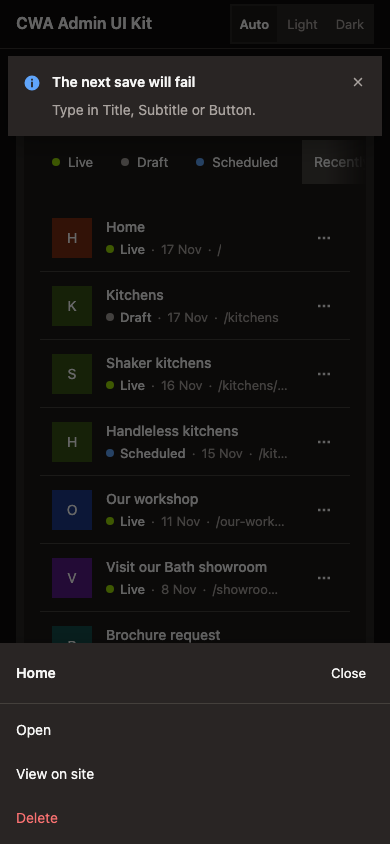 CWA Admin UI Kit
Auto Light Dark
The next save will fail
Type in Title, Subtitle or Button.
Live Draft Scheduled
H
Home
Live · 17 Nov · /
K
Kitchens
Draft · 17 Nov · /kitchens
S
Shaker kitchens
Live · 16 Nov · /kitchens/...
H
Handleless kitchens
Scheduled · 15 Nov · /kit...
O
Our workshop
Live · 11 Nov · /our-work...
V
Visit our Bath showroom
Live · 8 Nov · /showroo...
Brochure request
Home
Close
Open
View on site
Delete